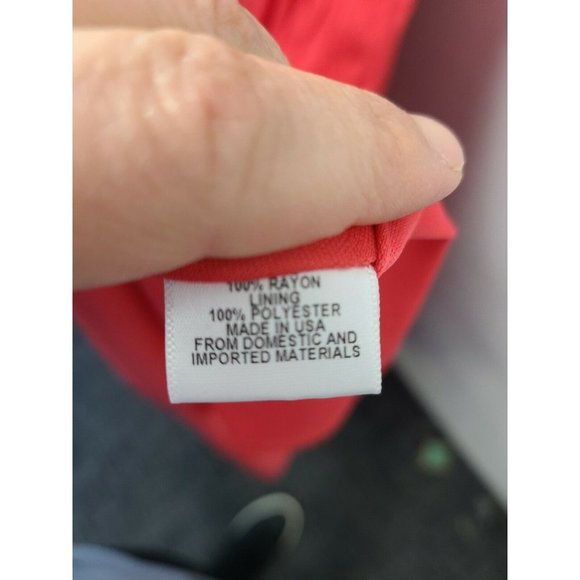 100% RAYON
LINING
100% POLYESTER
MADE IN USA
FROM DOMESTIC AND
IMPORTED MATERIALS